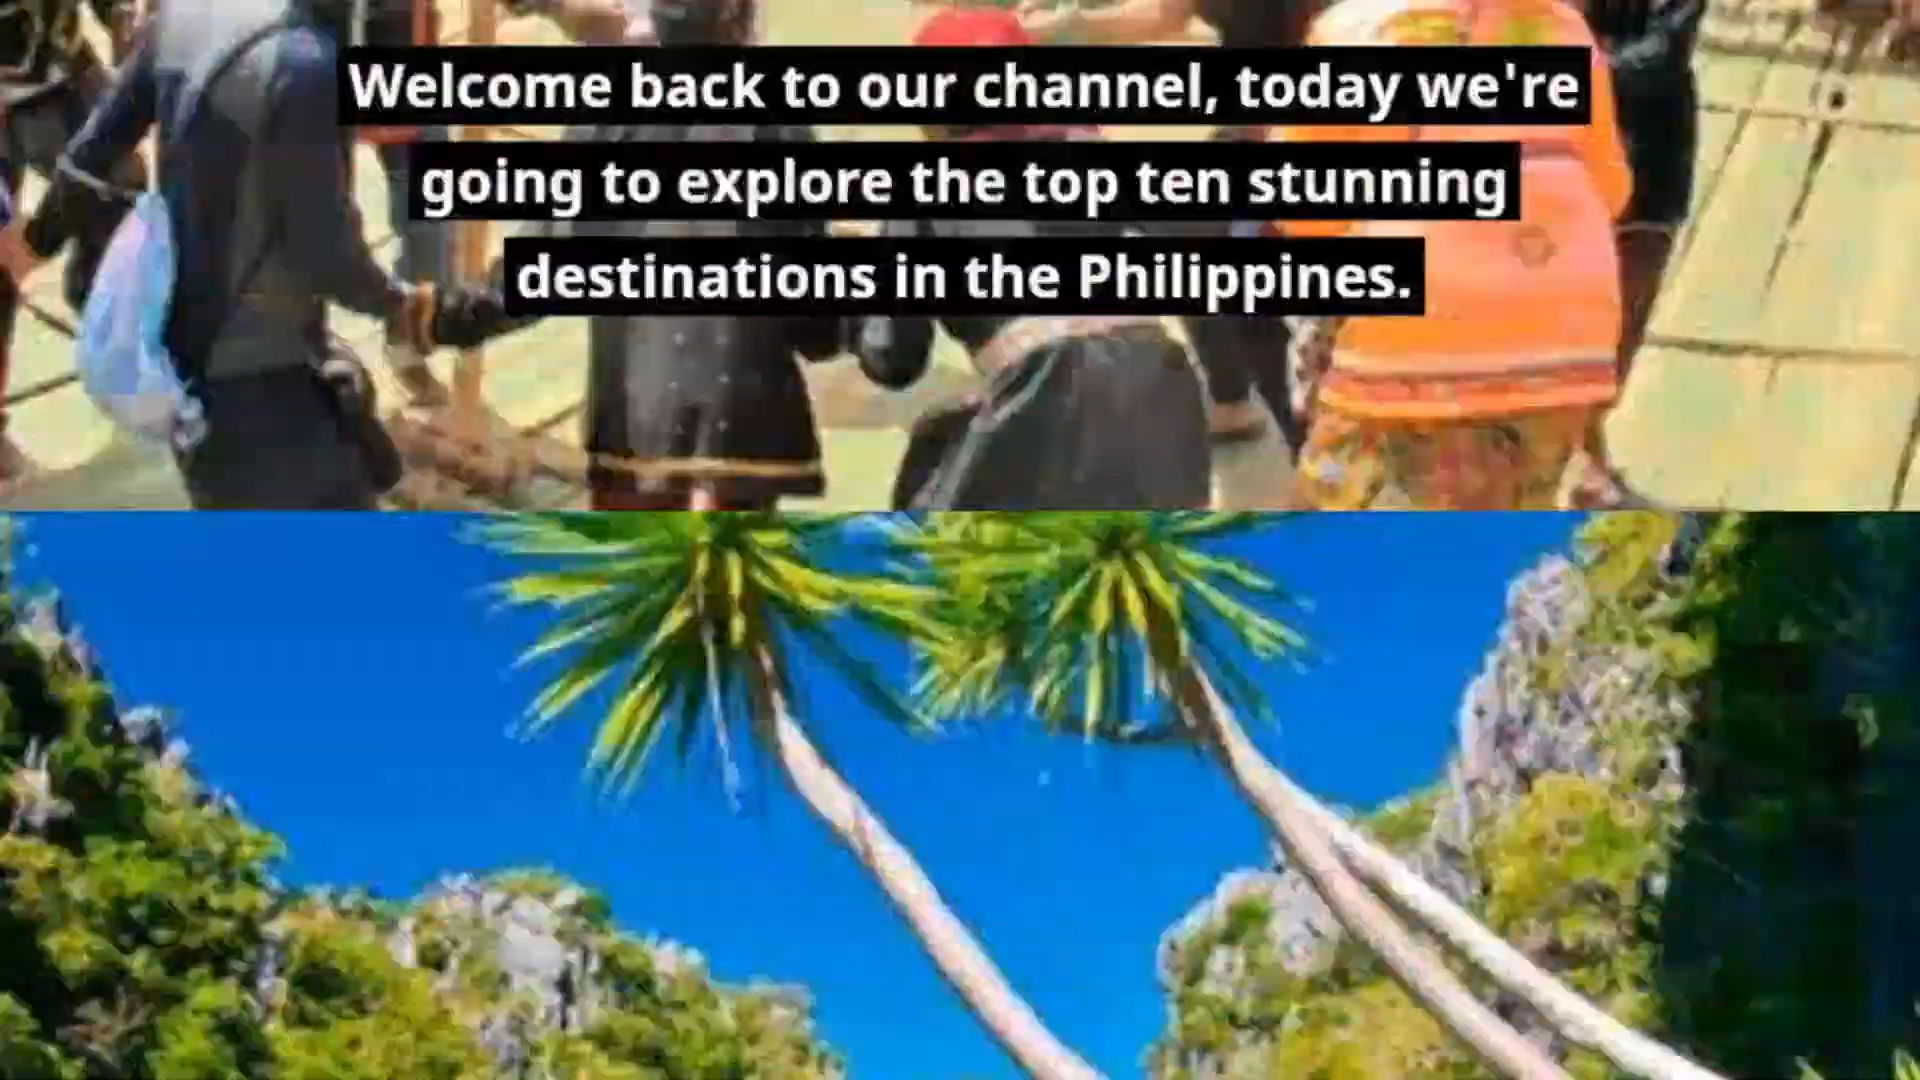 Welcome back to our channel, today we're
going to explore the top ten stunning
destinations in the Philippines.